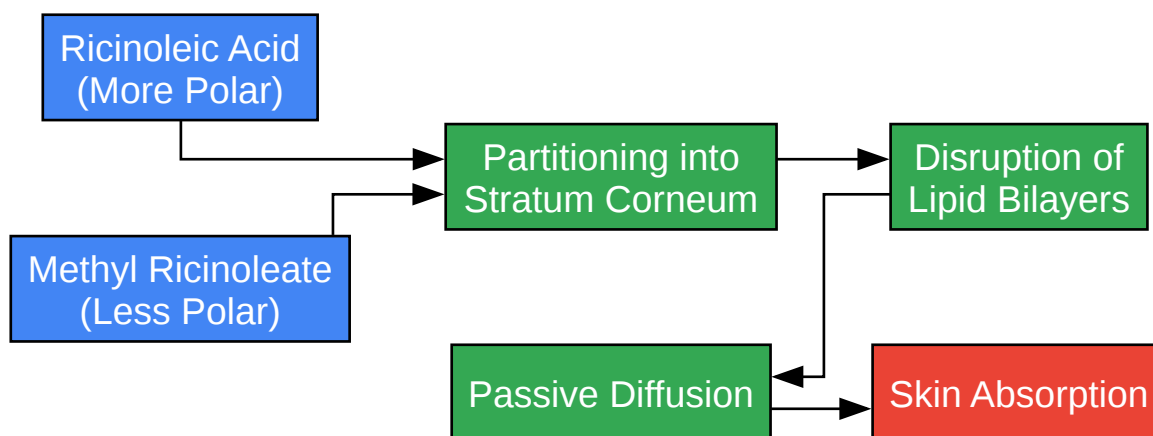 Ricinoleic Acid
(More Polar)
Partitioning into
Stratum Corneum
Disruption of
Lipid Bilayers
Methyl Ricinoleate
(Less Polar)
Passive Diffusion
Skin Absorption